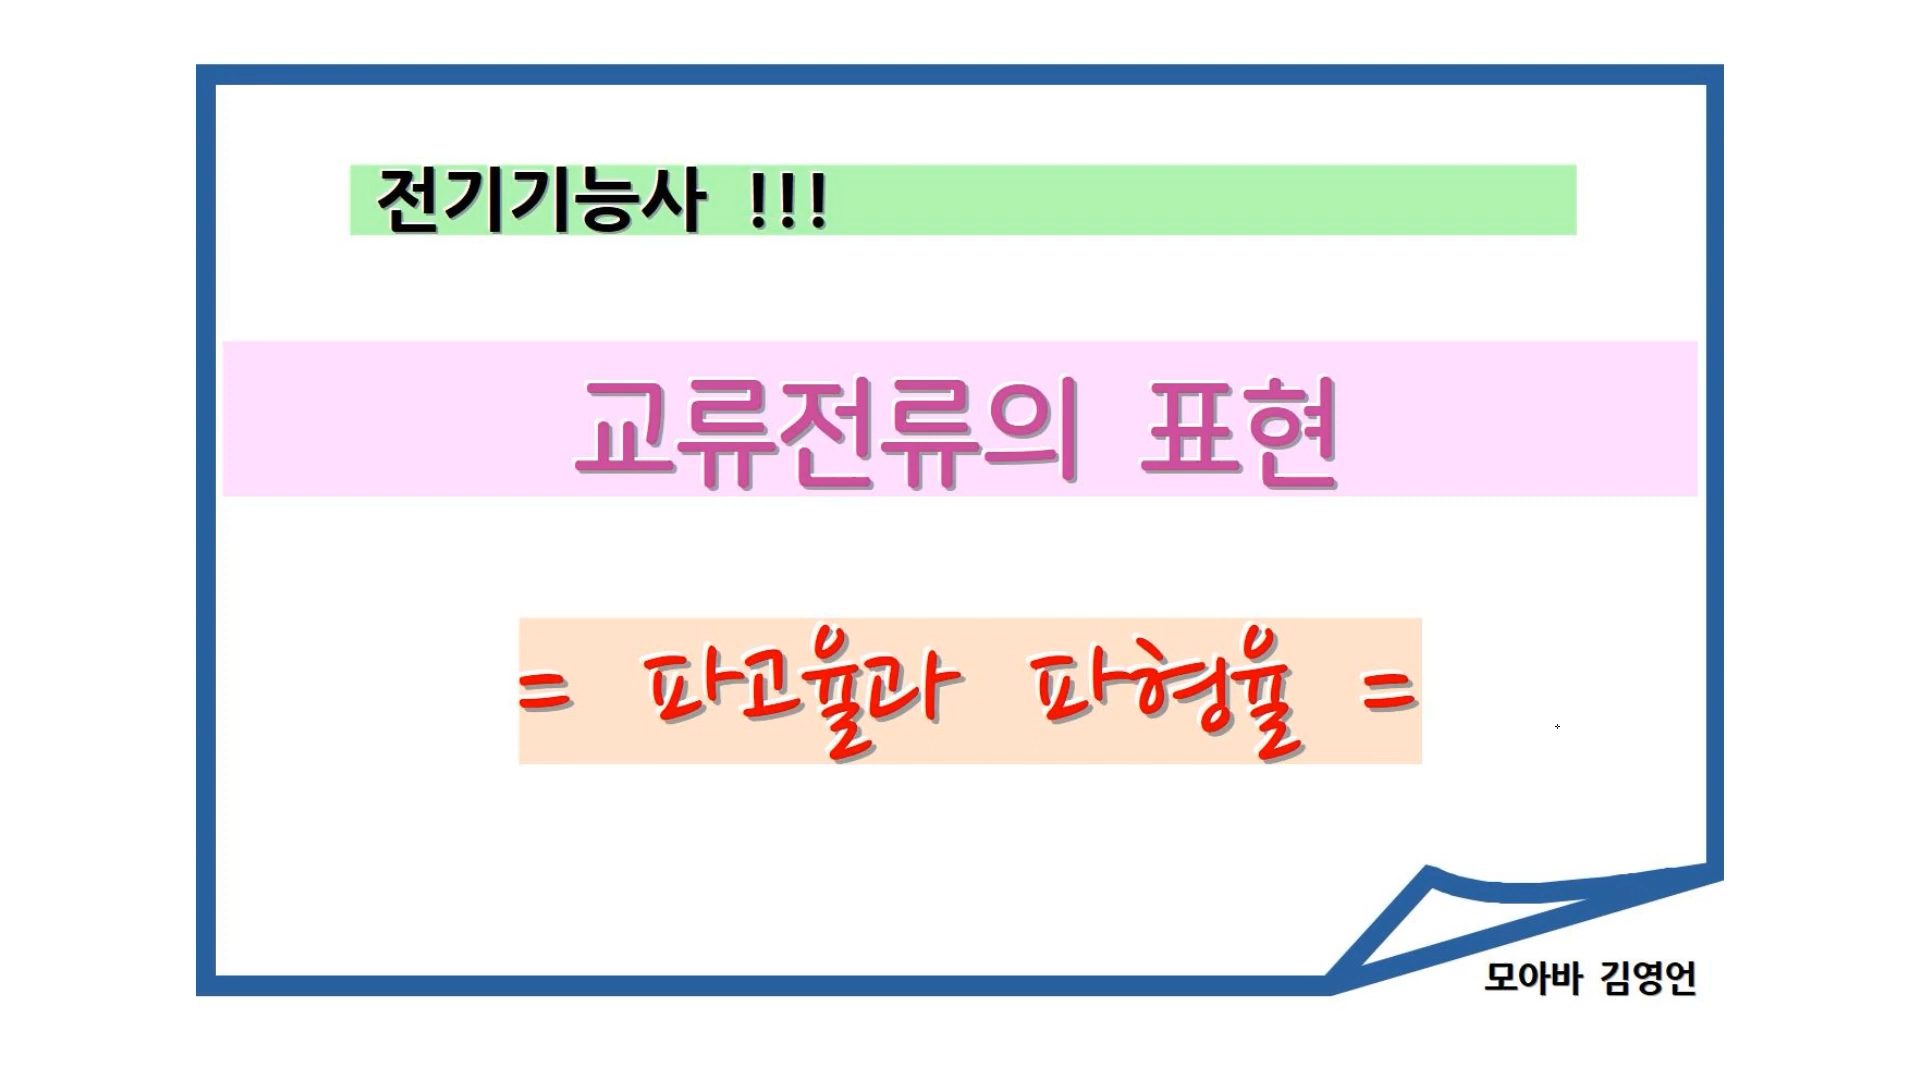 전기기능사 !!!
교류전류의 표현
= 파고율과 파형율 =
모아바 김영언